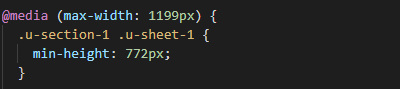 @media (max-width: 1199px) {
  .u-section-1 .u-sheet-1 {
    min-height: 772px;
  }